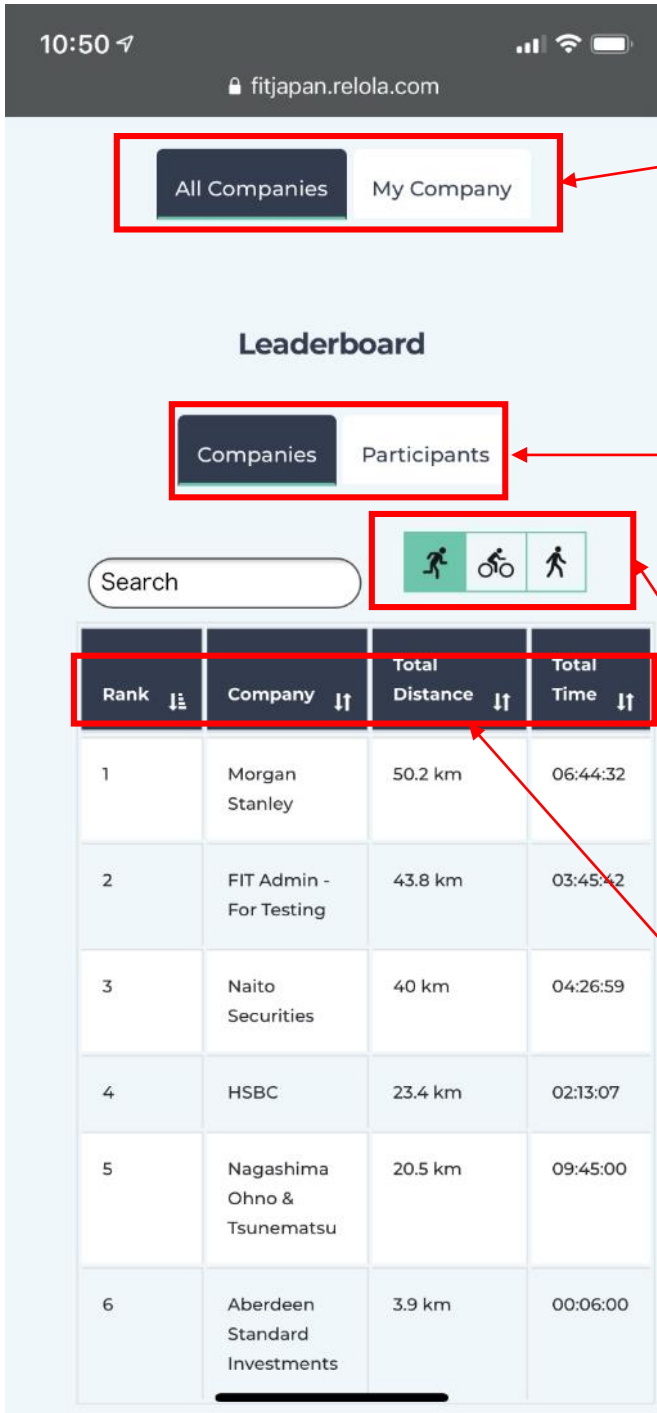 10:50
fitjapan.relola.com
All Companies My Company
Leaderboard
Companies Participants
Search
Rank Company Total Distance Total Time
1 Morgan Stanley 50.2 km 06:44:32
2 FIT Admin - For Testing 43.8 km 03:45:42
3 Naito Securities 40 km 04:26:59
4 HSBC 23.4 km 02:13:07
5 Nagashima Ohno & Tsunematsu 20.5 km 09:45:00
6 Aberdeen Standard Investments 3.9 km 00:06:00